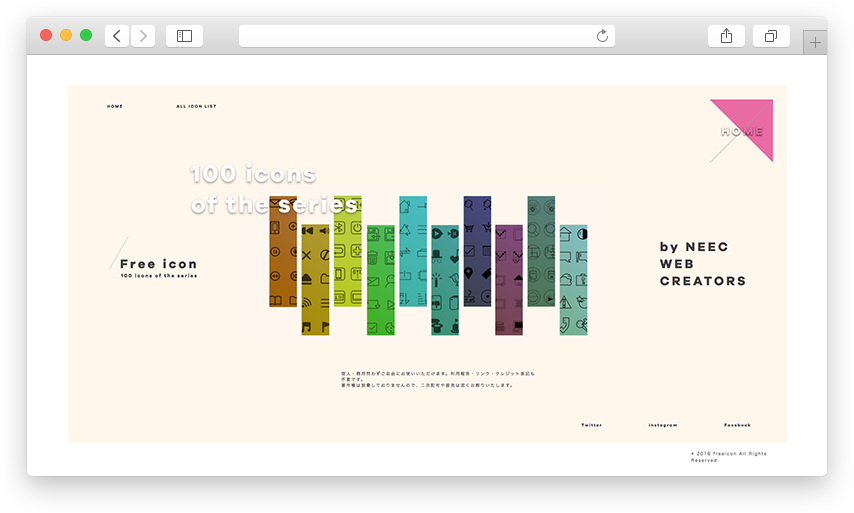 HOME
ALL ICON LIST
HOME
100 icons
of the series
Free icon
100 icons of the series
by NEEC
WEB
CREATORS
個人・商用問わずご自由にお使いいただけます。利用報告・リンク・クレジット表記も
不要です。
著作権は放棄しておりませんので、二次配布や販売は固くお断りいたします。
Twitter
Instagram
Facebook
© 2016 freeicon All Rights
Reserved.